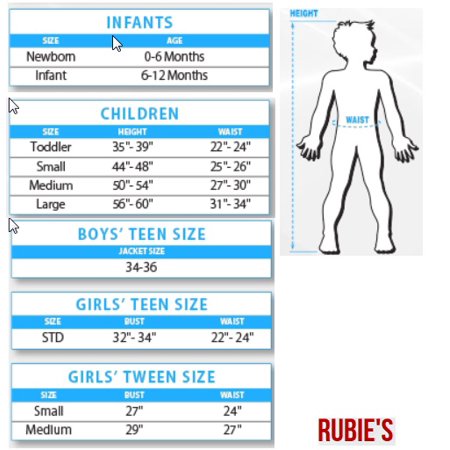 INFANTS
SIZE AGE
Newborn 0-6 Months
Infant 6-12 Months
CHILDREN
SIZE HEIGHT WAIST
Toddler 35"- 39" 22"- 24"
Small 44"- 48" 25"- 26"
Medium 50"- 54" 27"- 30"
Large 56"- 60" 31"- 34"
BOYS' TEEN SIZE
JACKET SIZE
34-36
GIRLS' TEEN SIZE
SIZE BUST WAIST
STD 32"- 34" 22"- 24"
GIRLS' TWEEN SIZE
SIZE BUST WAIST
Small 27" 24"
Medium 29" 27"
HEIGHT
WAIST
RUBIE'S